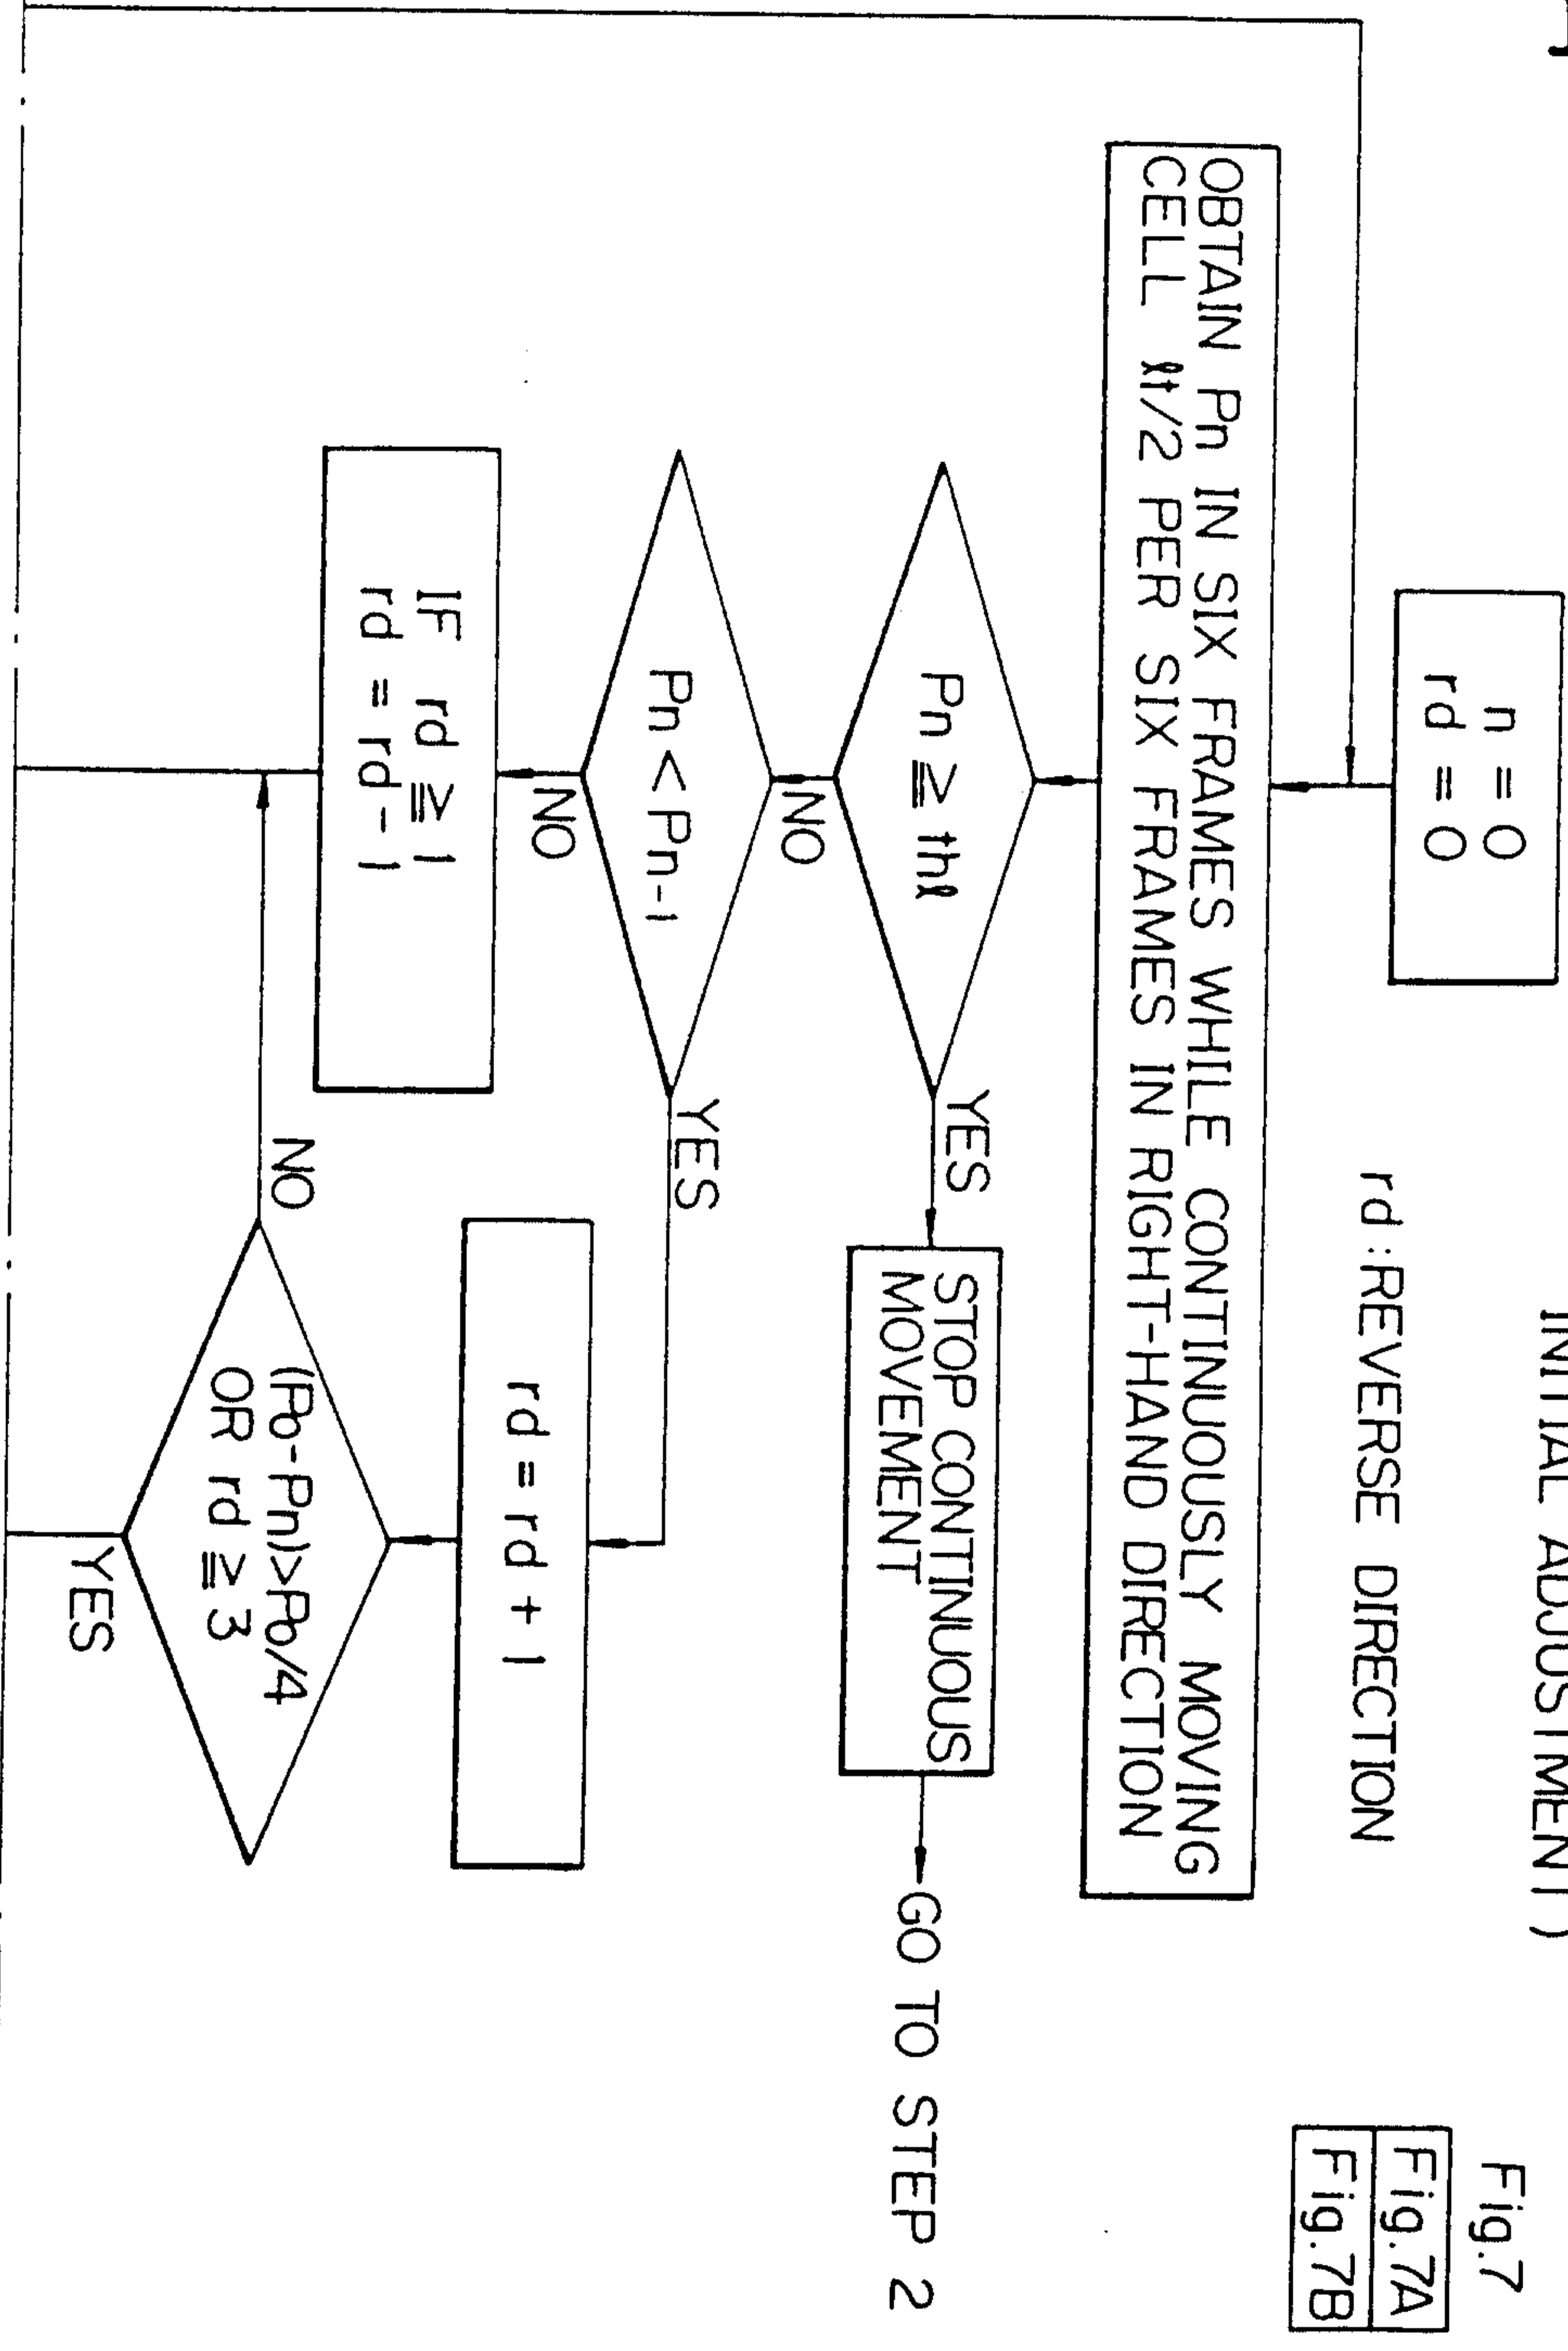 INITIAL ADJUSTMENT)
Fig.7
Fig.7A
Fig.7B
n = 0
rd = 0
rd : REVERSE DIRECTION
OBTAIN Pn IN SIX FRAMES WHILE CONTINUOUSLY MOVING
CELL ℓt/2 PER SIX FRAMES IN RIGHT-HAND DIRECTION
Pn ≧ thℓ
YES
STOP CONTINUOUS
MOVEMENT
GO TO STEP 2
NO
Pn < Pn-1
YES
NO
rd = rd + 1
IF rd ≧ 1
rd = rd - 1
(Po-Pn)>Po/4
OR rd ≧ 3
NO
YES